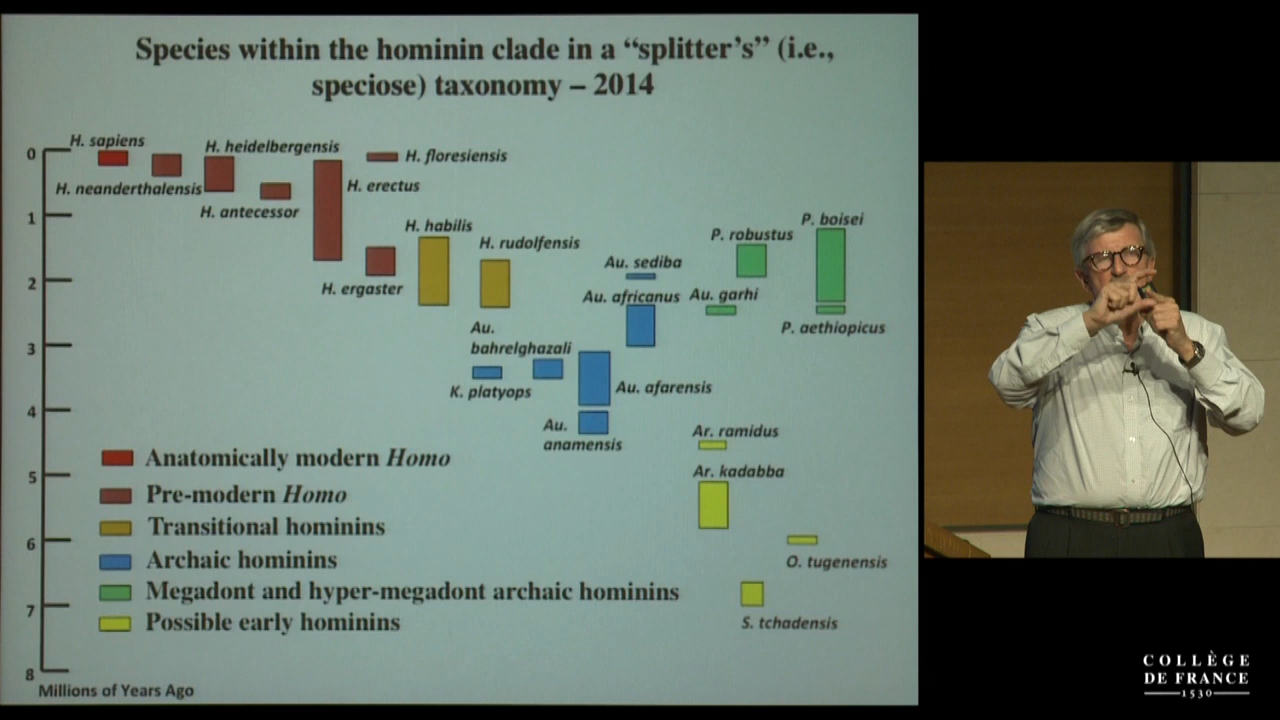 Species within the hominin clade in a “splitter’s” (i.e.,
speciose) taxonomy – 2014
H. sapiens
H. heidelbergensis
0
H. floresiensis
H. neanderthalensis
H. erectus
H. antecessor
1
H. habilis
P. boisei
P. robustus
H. rudolfensis
Au. sediba
2
H. ergaster
Au. africanus
Au. garhi
Au.
bahrelghazali
P. aethiopicus
3
K. platyops
Au. afarensis
4
Au.
anamensis
Ar. ramidus
Anatomically modern Homo
Ar. kadabba
5
Pre-modern Homo
Transitional hominins
6
Archaic hominins
O. tugenensis
Megadont and hyper-megadont archaic hominins
7
Possible early hominins
S. tchadensis
8
Millions of Years Ago
COLLÈGE
DE FRANCE
1530